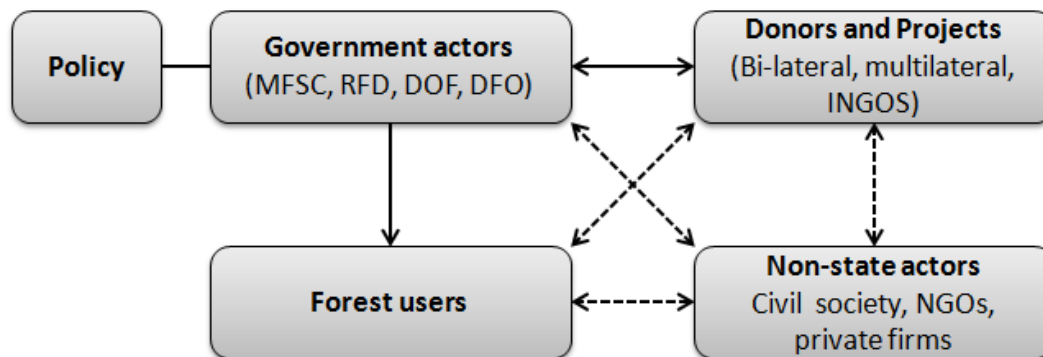 Policy
Government actors
(MFSC, RFD, DOF, DFO)
Donors and Projects
(Bi-lateral, multilateral,
INGOS)
Forest users
Non-state actors
Civil society, NGOs,
private firms